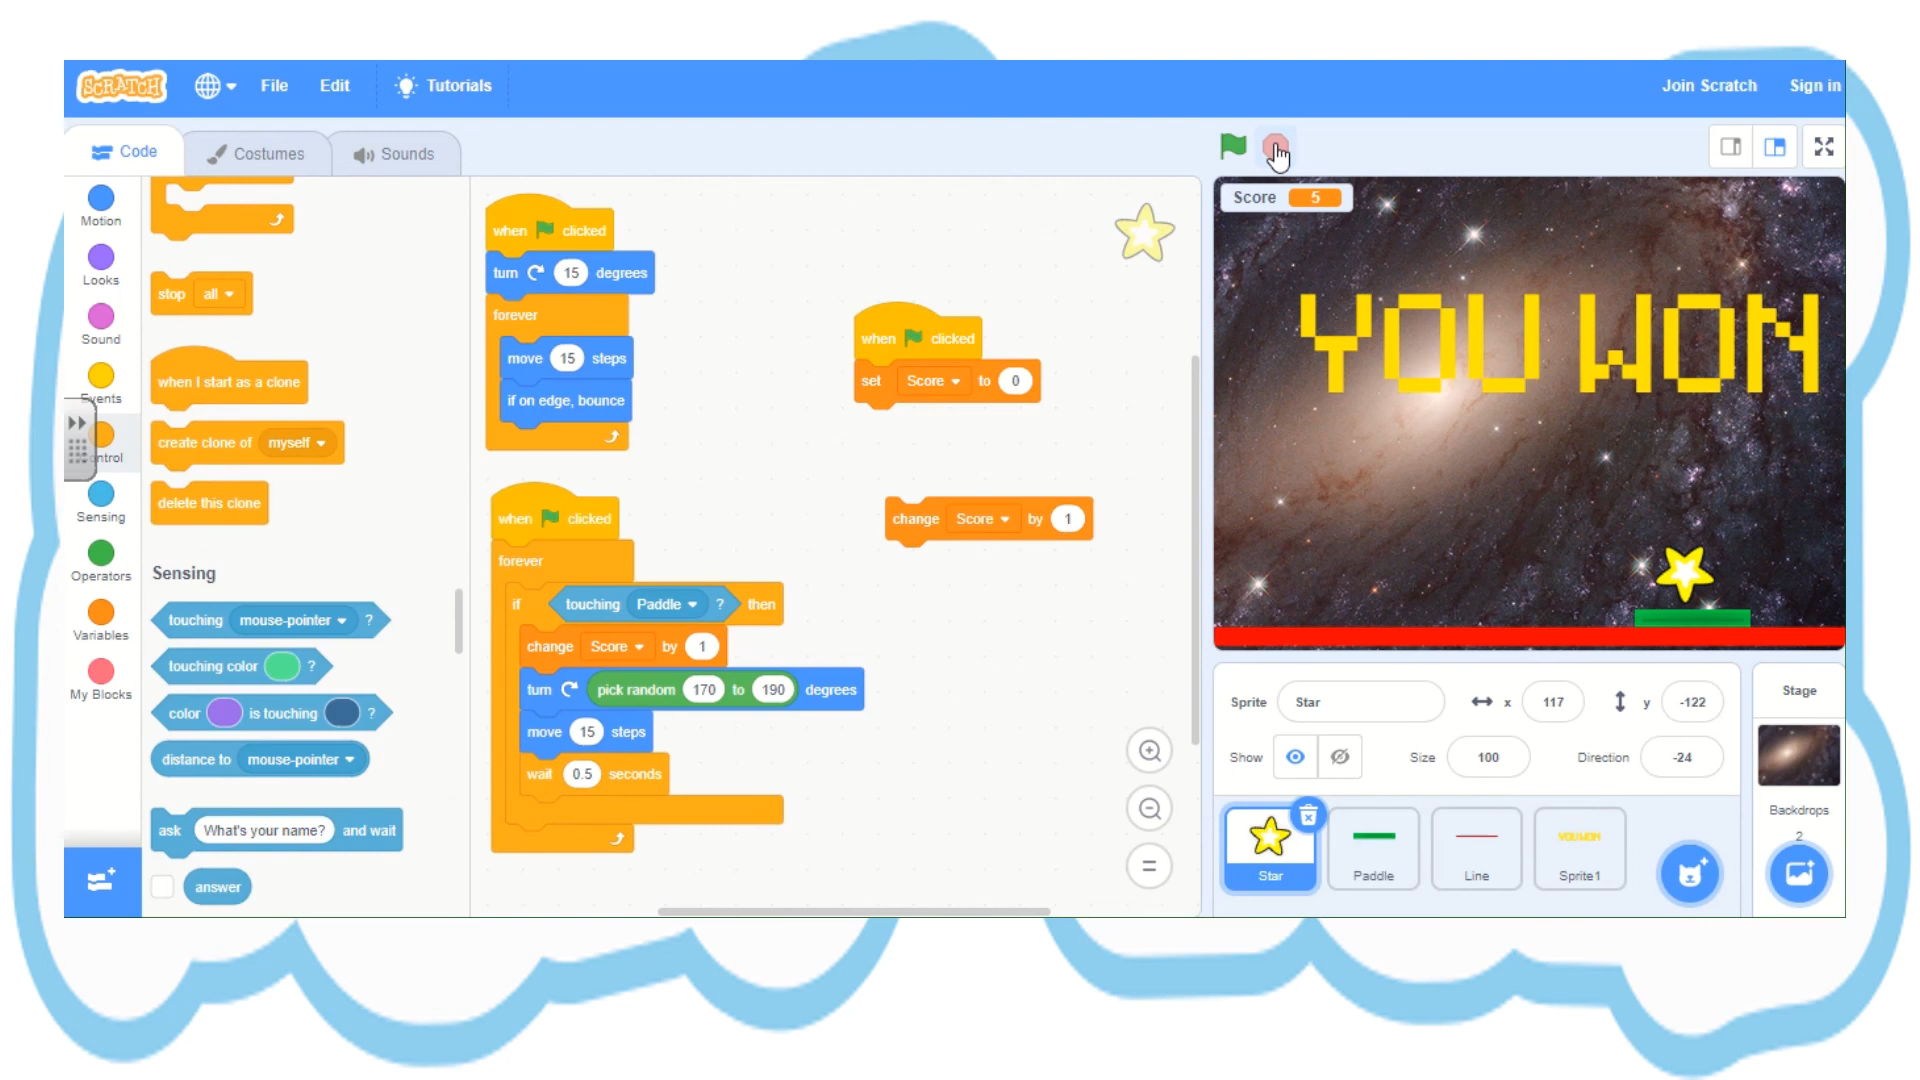 SCRATCH File Edit Tutorials Join Scratch Sign in
Code Costumes Sounds
Motion
Looks
Sound
Events
ontrol
Sensing
Operators
Variables
My Blocks
stop all
when I start as a clone
create clone of myself
delete this clone
Sensing
touching mouse-pointer ?
touching color ?
color is touching ?
distance to mouse-pointer
ask What's your name? and wait
answer
when clicked
turn 15 degrees
forever
move 15 steps
if on edge, bounce
when clicked
set Score to 0
when clicked
forever
if touching Paddle ? then
change Score by 1
turn pick random 170 to 190 degrees
move 15 steps
wait 0.5 seconds
change Score by 1
Score 5
YOU WON
Sprite Star x 117 y -122
Show Size 100 Direction -24
Star Paddle Line Sprite1
YOU WON
Stage
Backdrops
2